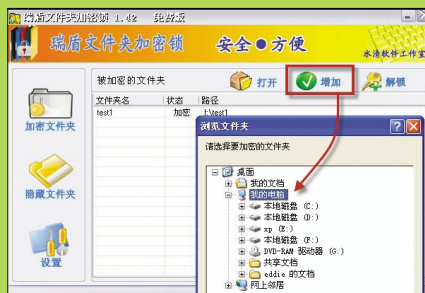 瑞盾文件夹加密锁 1.42 免费版
瑞盾文件夹加密锁 安全●方便
水清软件工作室
被加密的文件夹 打开 增加 解锁
文件夹名 状态 路径
test1 加密 f:\test1
加密文件夹
隐藏文件夹
设置
浏览文件夹
请选择要加密的文件夹
桌面
我的文档
我的电脑
本地磁盘 (C:)
本地磁盘 (D:)
xp (E:)
本地磁盘 (F:)
DVD-RAM 驱动器 (G:)
共享文档
eddie 的文档
网上邻居